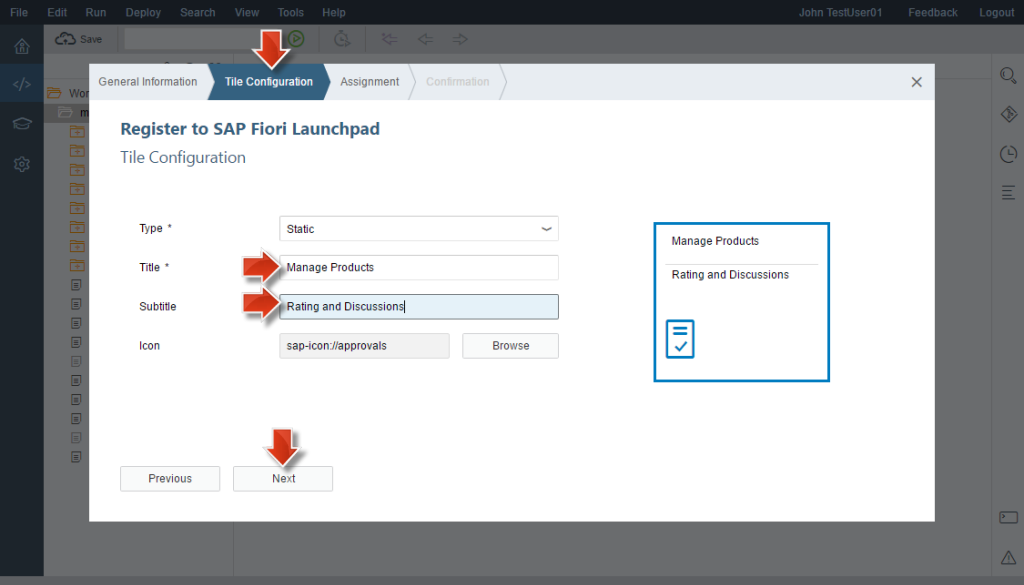 File Edit Run Deploy Search View Tools Help John TestUser01 Feedback Logout
Save
General Information Tile Configuration Assignment Confirmation
Wor
m
Register to SAP Fiori Launchpad
Tile Configuration
Type * Static
Manage Products
Title * Manage Products
Rating and Discussions
Subtitle Rating and Discussions
Icon sap-icon://approvals Browse
Previous Next